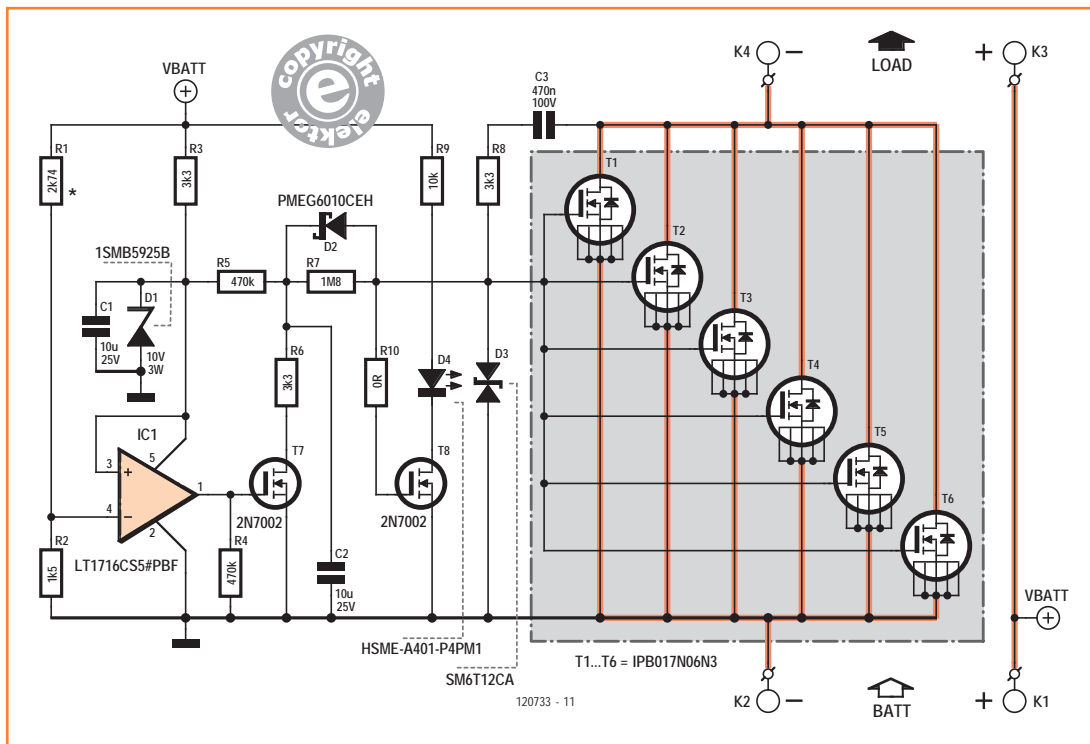 copyright
e
elektor
VBATT
K4
−
LOAD
+
K3
C3
470n
100V
R1
2k74
*
R3
3k3
R9
10k
R8
3k3
T1
PMEG6010CEH
D2
T2
1SMB5925B
R5
470k
R7
1M8
T3
C1
10u
25V
D1
10V
3W
R6
3k3
R10
0R
D4
D3
T4
IC1
5
3
+
4
−
2
1
T7
2N7002
T8
2N7002
T5
T6
R2
1k5
LT1716CS5#PBF
R4
470k
C2
10u
25V
VBATT
HSME-A401-P4PM1
SM6T12CA
T1...T6 = IPB017N06N3
120733 - 11
K2
−
BATT
+
K1